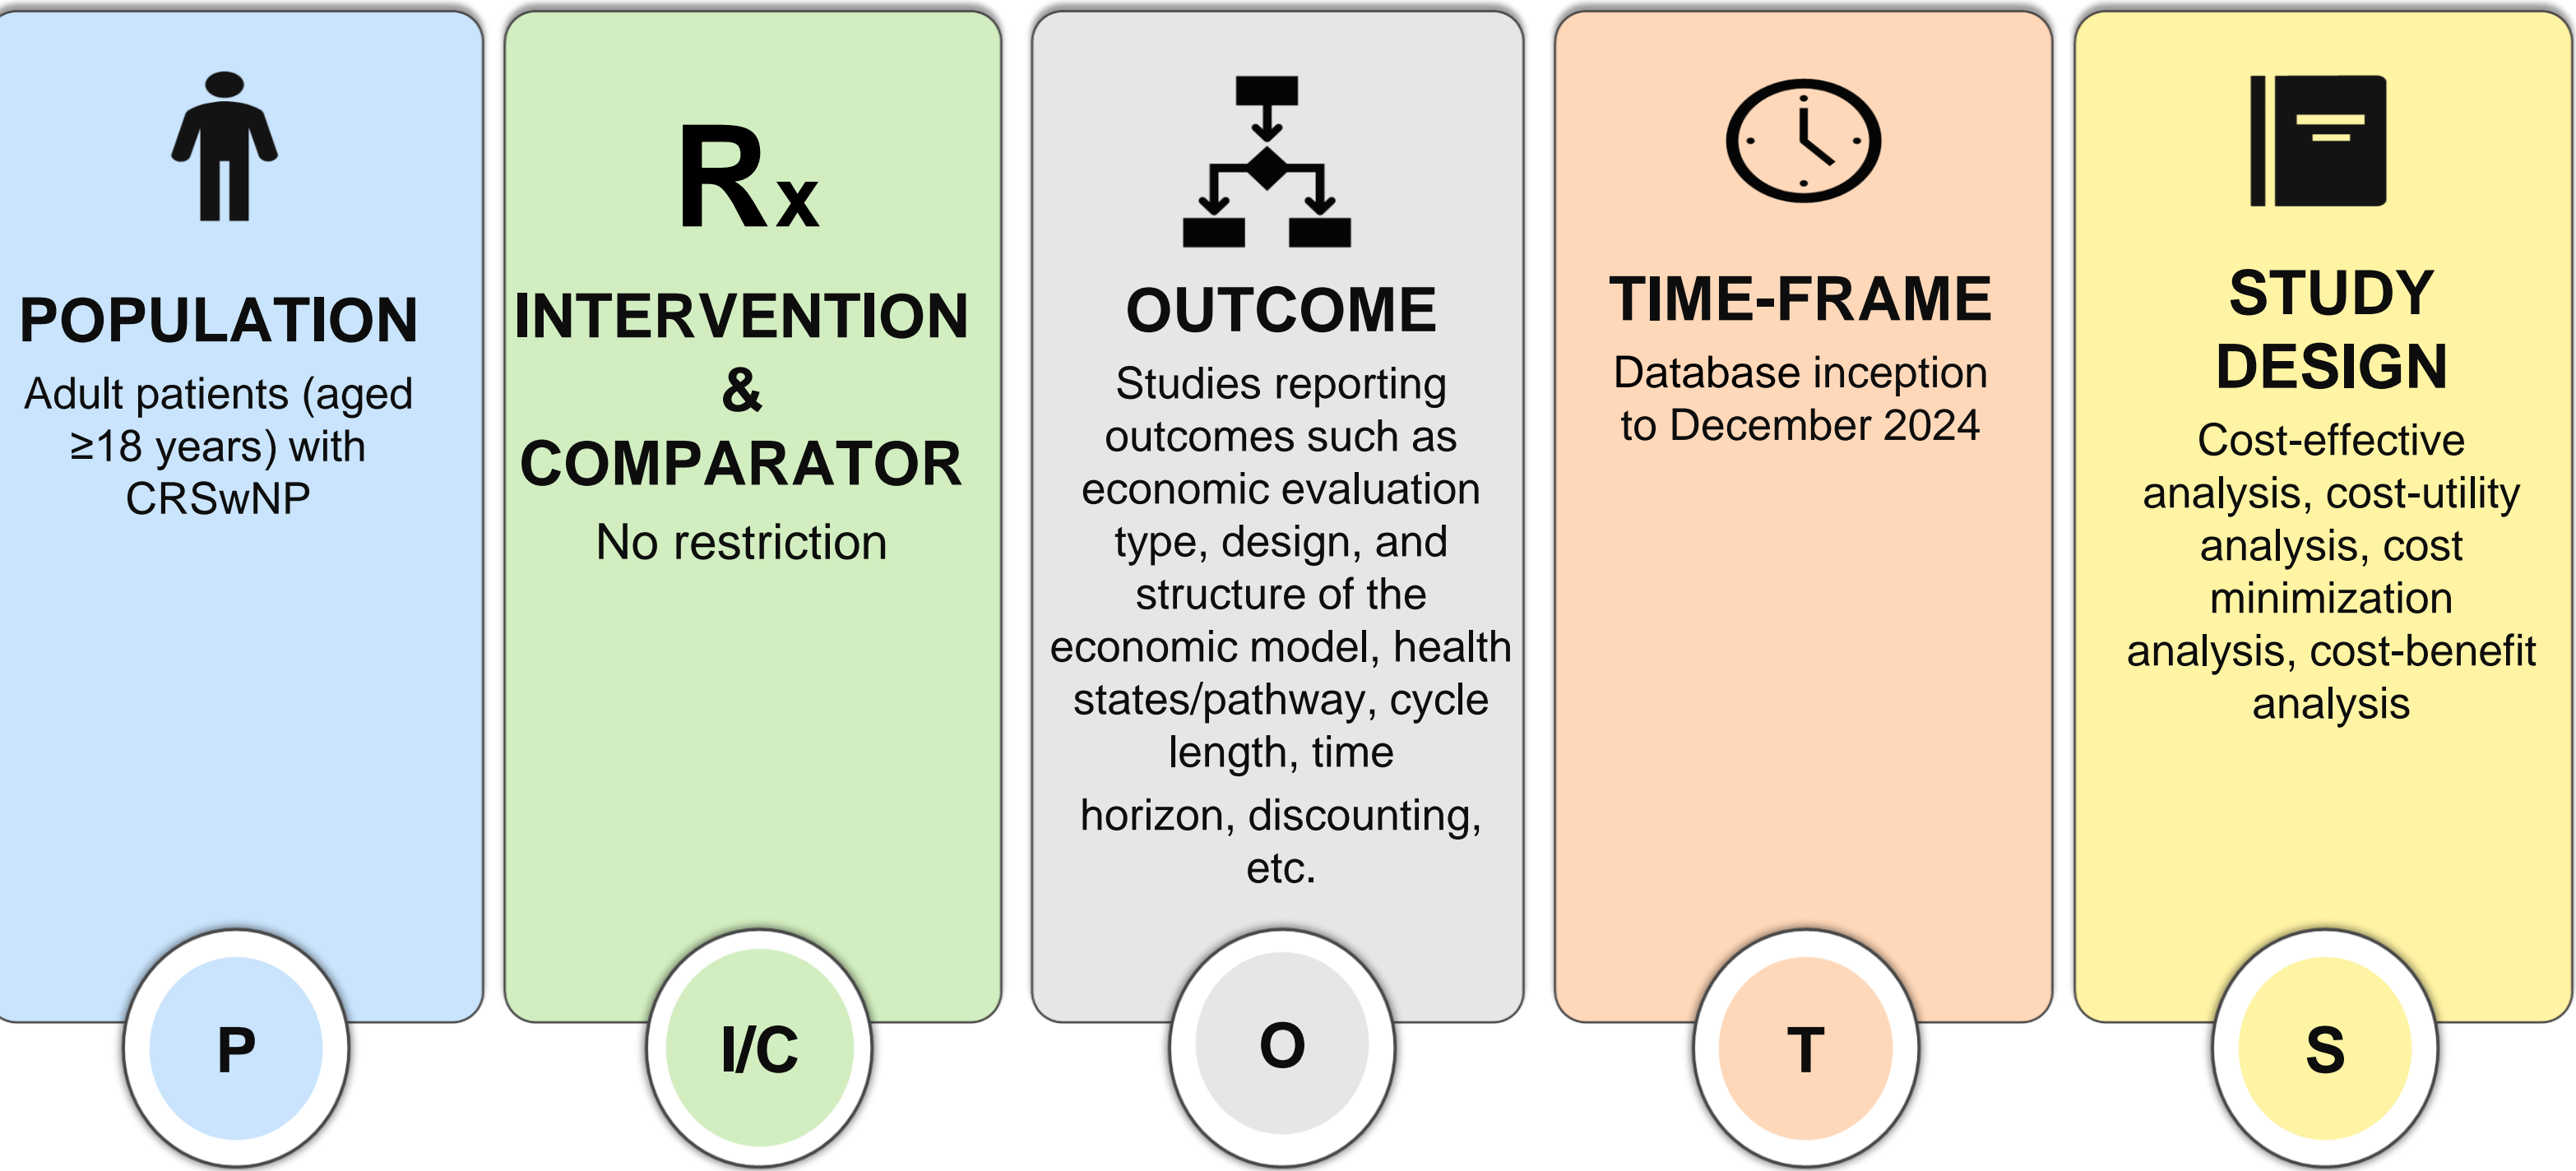 POPULATION
Adult patients (aged
≥18 years) with
CRSwNP
P
Rx
INTERVENTION
&
COMPARATOR
No restriction
I/C
OUTCOME
Studies reporting
outcomes such as
economic evaluation
type, design, and
structure of the
economic model, health
states/pathway, cycle
length, time
horizon, discounting,
etc.
O
TIME-FRAME
Database inception
to December 2024
T
STUDY
DESIGN
Cost-effective
analysis, cost-utility
analysis, cost
minimization
analysis, cost-benefit
analysis
S